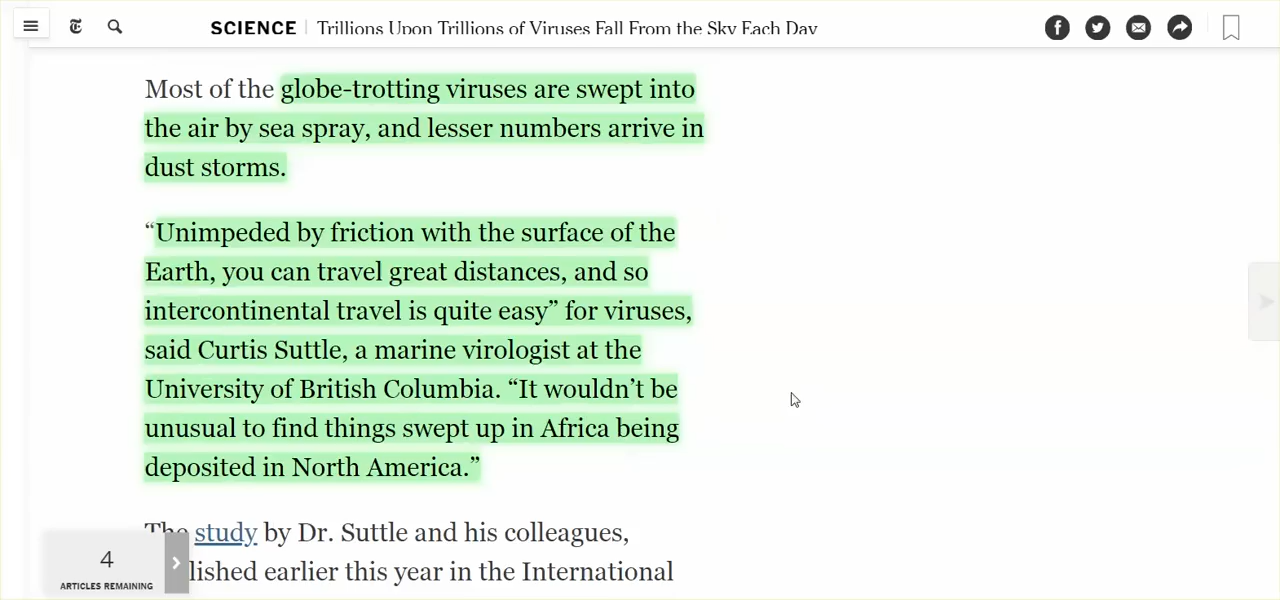 SCIENCE Trillions Upon Trillions of Viruses Fall From the Sky Each Day
Most of the globe-trotting viruses are swept into
the air by sea spray, and lesser numbers arrive in
dust storms.
“Unimpeded by friction with the surface of the
Earth, you can travel great distances, and so
intercontinental travel is quite easy” for viruses,
said Curtis Suttle, a marine virologist at the
University of British Columbia. “It wouldn’t be
unusual to find things swept up in Africa being
deposited in North America.”
The study by Dr. Suttle and his colleagues,
lished earlier this year in the International
4
ARTICLES REMAINING